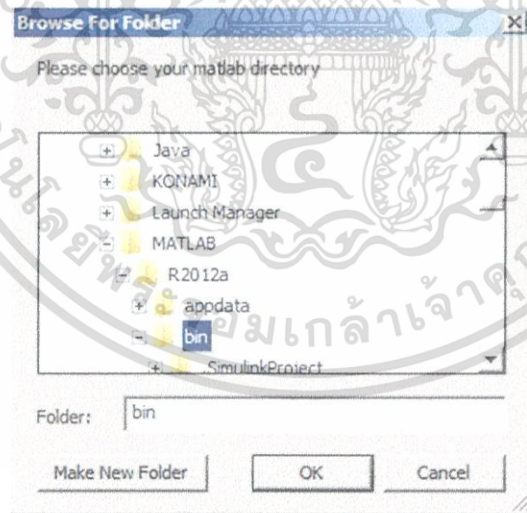 Browse For Folder
Please choose your matlab directory
Java
KONAMI
Launch Manager
MATLAB
R2012a
appdata
bin
SimulinkProject
Folder: bin
Make New Folder OK Cancel